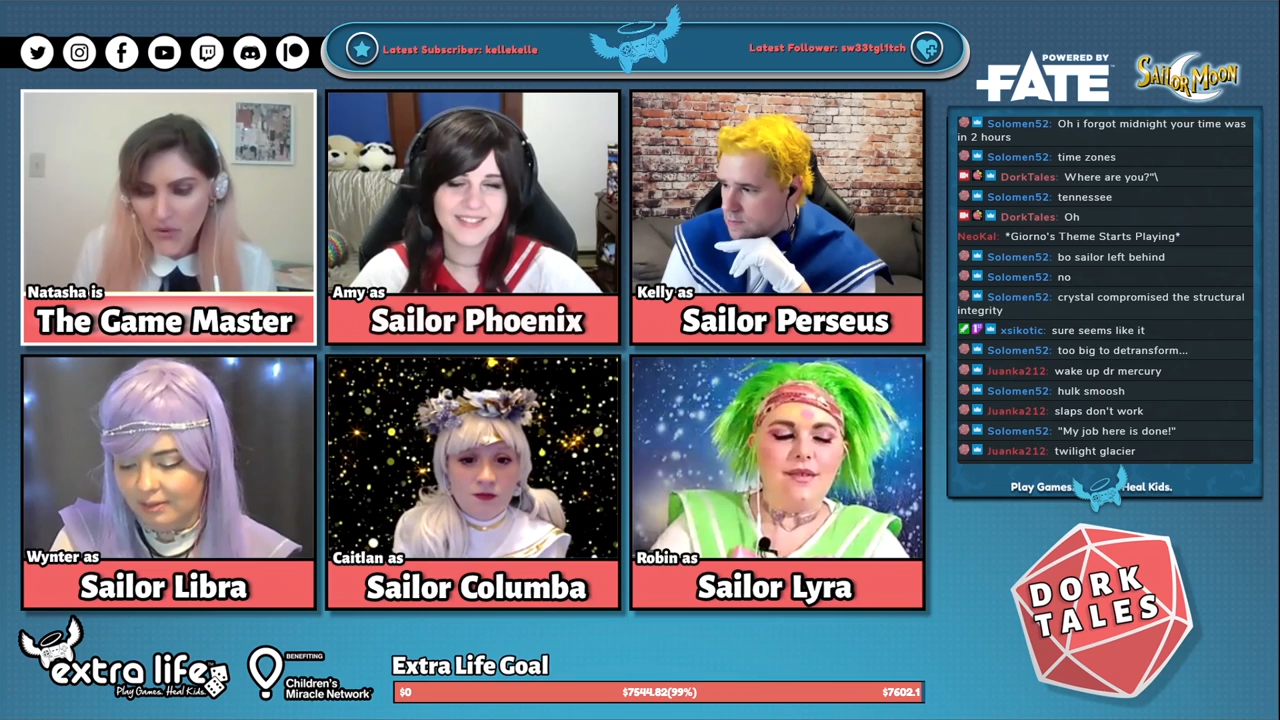 Latest Subscriber: kellekelle
Latest Follower: sw33tgl1tch
POWERED BY
FATE
SAILOR MOON
Solomen52: Oh i forgot midnight your time was
in 2 hours
Solomen52: time zones
DorkTales: Where are you?"\
Solomen52: tennessee
DorkTales: Oh
NeoKal: *Giorno's Theme Starts Playing*
Solomen52: bo sailor left behind
Solomen52: no
Solomen52: crystal compromised the structural
integrity
xsikotic: sure seems like it
Solomen52: too big to detransform...
Juanka212: wake up dr mercury
Solomen52: hulk smoosh
Juanka212: slaps don't work
Solomen52: "My job here is done!"
Juanka212: twilight glacier
Play Games. Heal Kids.
Natasha is
The Game Master
Amy as
Sailor Phoenix
Kelly as
Sailor Perseus
Wynter as
Sailor Libra
Caitlan as
Sailor Columba
Robin as
Sailor Lyra
DORK
TALES
extra life
Play Games. Heal Kids.
BENEFITING
Children's
Miracle Network
Extra Life Goal
$0 $7544.82(99%) $7602.1